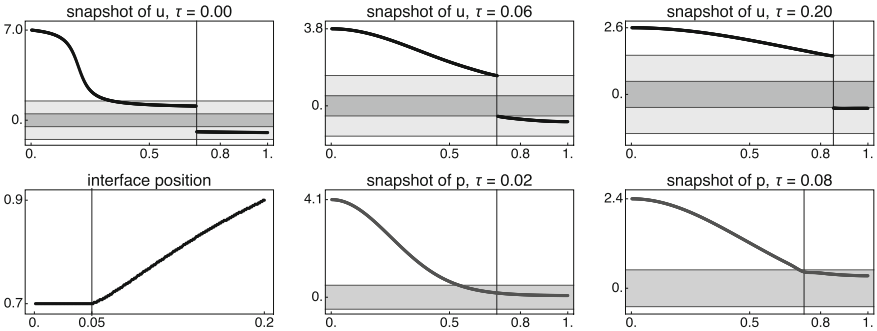 snapshot of u, τ = 0.00
7.0
0.
0. 0.5 0.8 1.
snapshot of u, τ = 0.06
3.8
0.
0. 0.5 0.8 1.
snapshot of u, τ = 0.20
2.6
0.
0. 0.5 0.8 1.
interface position
0.9
0.7
0. 0.05 0.2
snapshot of p, τ = 0.02
4.1
0.
0. 0.5 0.8 1.
snapshot of p, τ = 0.08
2.4
0.
0. 0.5 0.8 1.